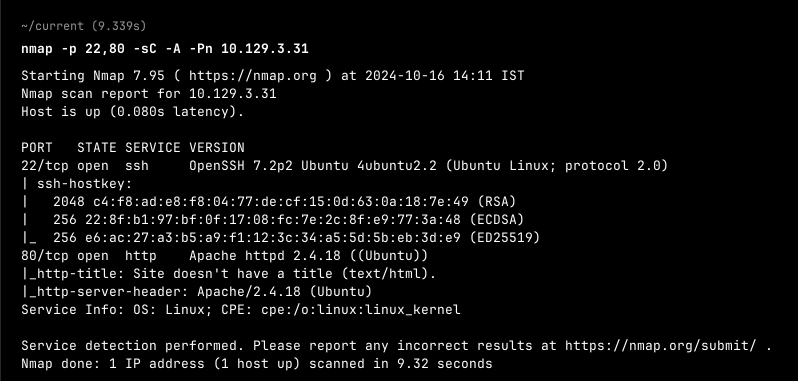 ~/current (9.339s)
nmap -p 22,80 -sC -A -Pn 10.129.3.31
Starting Nmap 7.95 ( https://nmap.org ) at 2024-10-16 14:11 IST
Nmap scan report for 10.129.3.31
Host is up (0.080s latency).
PORT   STATE SERVICE VERSION
22/tcp open  ssh     OpenSSH 7.2p2 Ubuntu 4ubuntu2.2 (Ubuntu Linux; protocol 2.0)
| ssh-hostkey:
|   2048 c4:f8:ad:e8:f8:04:77:de:cf:15:0d:63:0a:18:7e:49 (RSA)
|   256 22:8f:b1:97:bf:0f:17:08:fc:7e:2c:8f:e9:77:3a:48 (ECDSA)
|_  256 e6:ac:27:a3:b5:a9:f1:12:3c:34:a5:5d:5b:eb:3d:e9 (ED25519)
80/tcp open  http    Apache httpd 2.4.18 ((Ubuntu))
|_http-title: Site doesn't have a title (text/html).
|_http-server-header: Apache/2.4.18 (Ubuntu)
Service Info: OS: Linux; CPE: cpe:/o:linux:linux_kernel
Service detection performed. Please report any incorrect results at https://nmap.org/submit/ .
Nmap done: 1 IP address (1 host up) scanned in 9.32 seconds